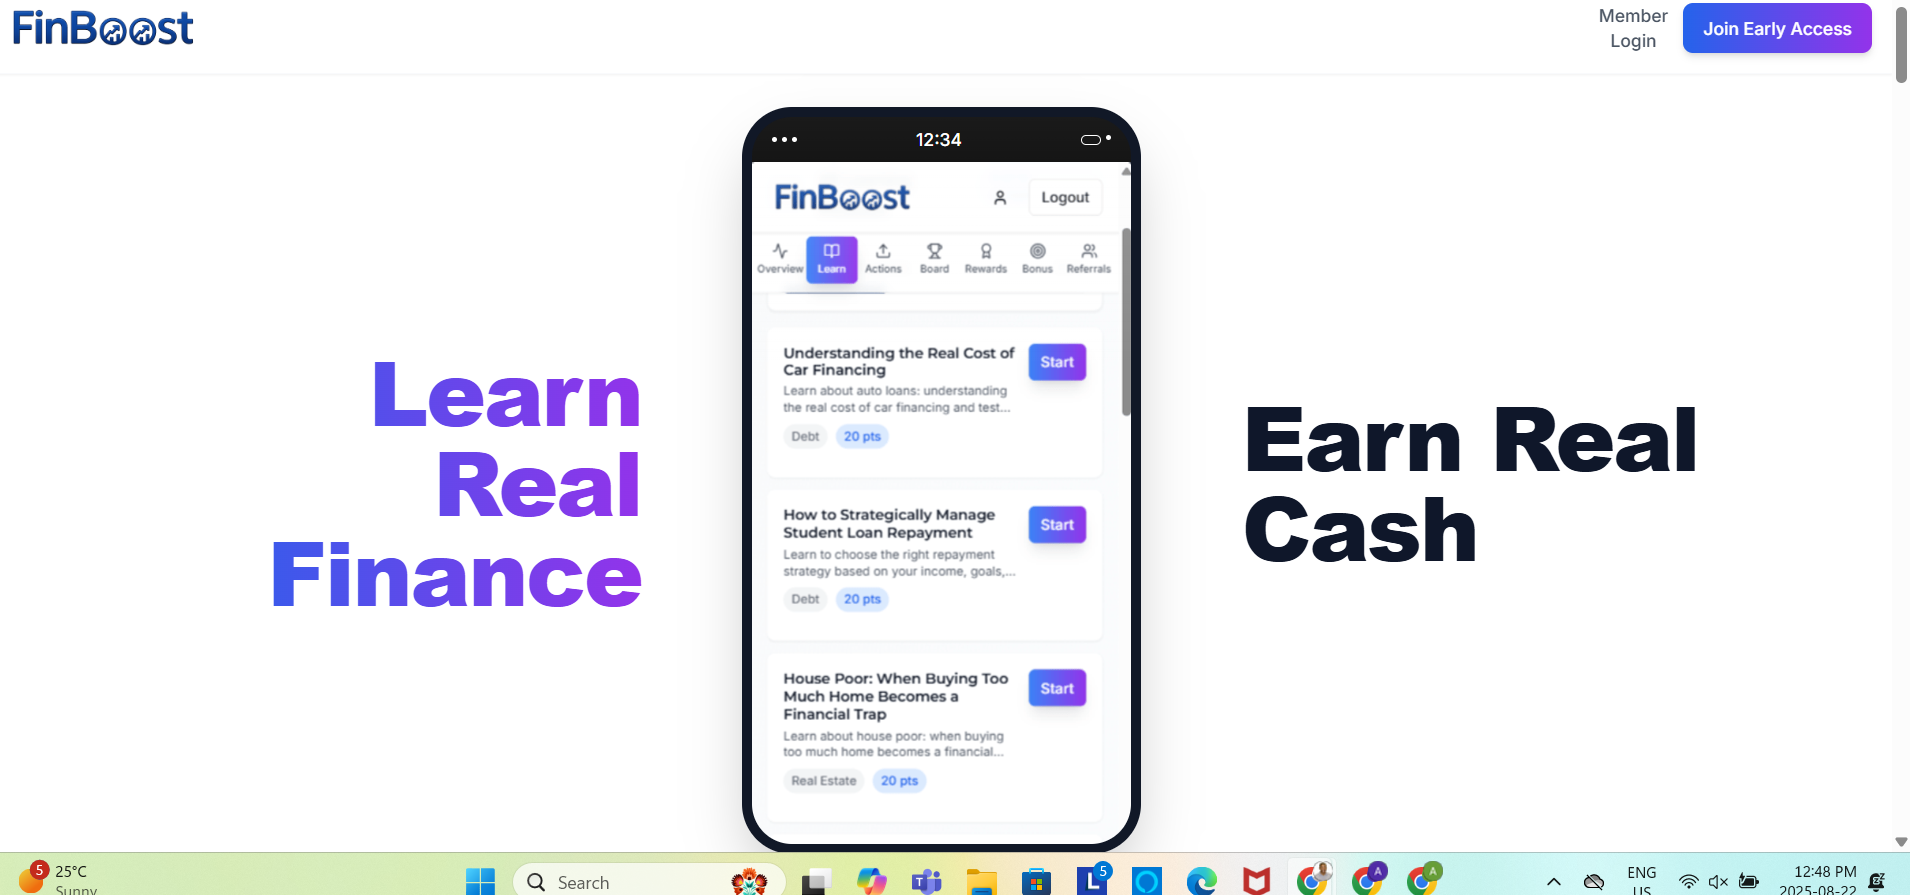 FinBoost
Member
Login
Join Early Access
12:34
FinBoost
Logout
Overview
Learn
Actions
Board
Rewards
Bonus
Referrals
Understanding the Real Cost of
Car Financing
Start
Learn about auto loans: understanding
the real cost of car financing and test...
Debt
20 pts
How to Strategically Manage
Student Loan Repayment
Start
Learn to choose the right repayment
strategy based on your income, goals,...
Debt
20 pts
House Poor: When Buying Too
Much Home Becomes a
Financial Trap
Start
Learn about house poor: when buying
too much home becomes a financial...
Real Estate
20 pts
Learn
Real
Finance
Earn Real
Cash
5
25°C
Sunny
Search
L
5
A
A
ENG
US
12:48 PM
2025-08-22